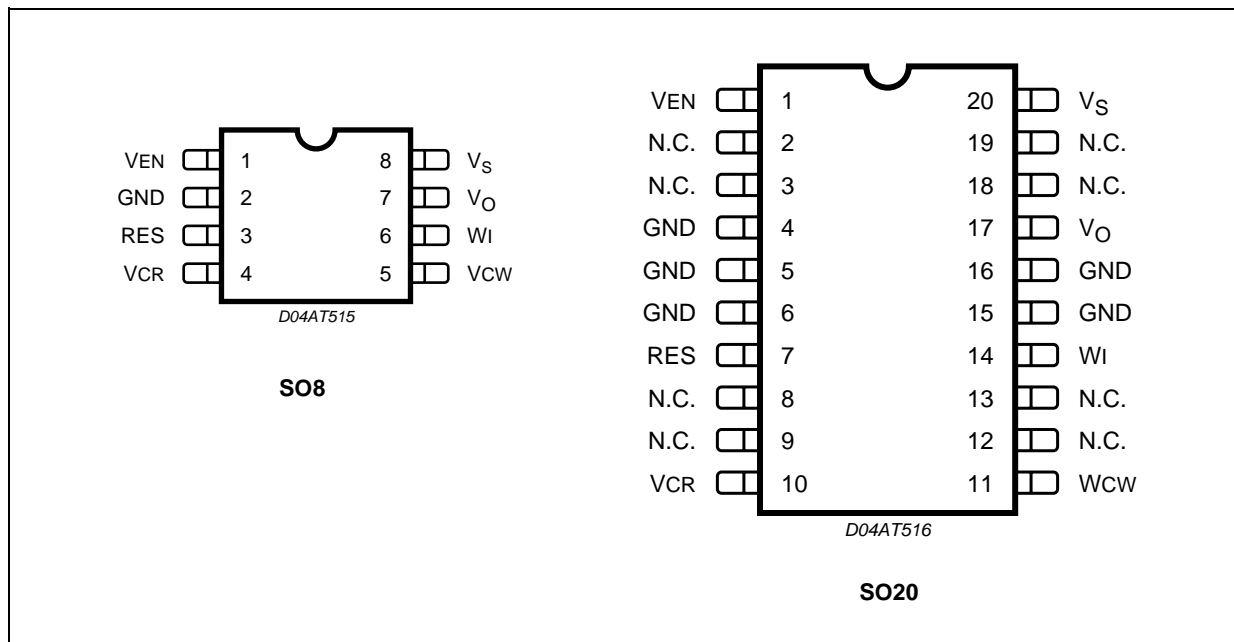 VEN 1 8 VS
GND 2 7 VO
RES 3 6 WI
VCR 4 5 VCW
D04AT515
SO8
VEN 1 20 VS
N.C. 2 19 N.C.
N.C. 3 18 N.C.
GND 4 17 VO
GND 5 16 GND
GND 6 15 GND
RES 7 14 WI
N.C. 8 13 N.C.
N.C. 9 12 N.C.
VCR 10 11 WCW
D04AT516
SO20